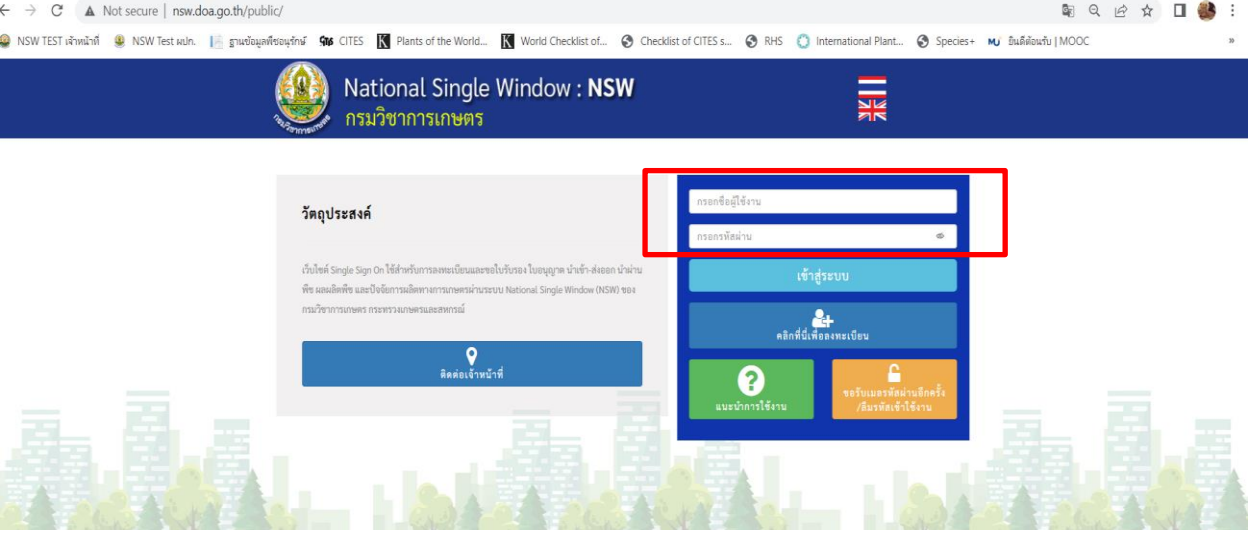 Not secure | nsw.doa.go.th/public/
NSW TEST เจ้าหน้าที่ NSW Test ผปก. ฐานข้อมูลพืชอนุรักษ์ CITES Plants of the World... World Checklist of... Checklist of CITES s... RHS International Plant... Species+ ยินดีต้อนรับ | MOOC »
National Single Window : NSW
กรมวิชาการเกษตร
วัตถุประสงค์
เว็บไซต์ Single Sign On ใช้สำหรับการลงทะเบียนและขอใบรับรอง ใบอนุญาต นำเข้า-ส่งออก นำผ่าน
พืช ผลผลิตพืช และปัจจัยการผลิตทางการเกษตรผ่านระบบ National Single Window (NSW) ของ
กรมวิชาการเกษตร กระทรวงเกษตรและสหกรณ์
ติดต่อเจ้าหน้าที่
กรอกชื่อผู้ใช้งาน
กรอกรหัสผ่าน
เข้าสู่ระบบ
คลิกที่นี่เพื่อลงทะเบียน
แนะนำการใช้งาน
ขอรับเมลรหัสผ่านอีกครั้ง
/ลืมรหัสเข้าใช้งาน